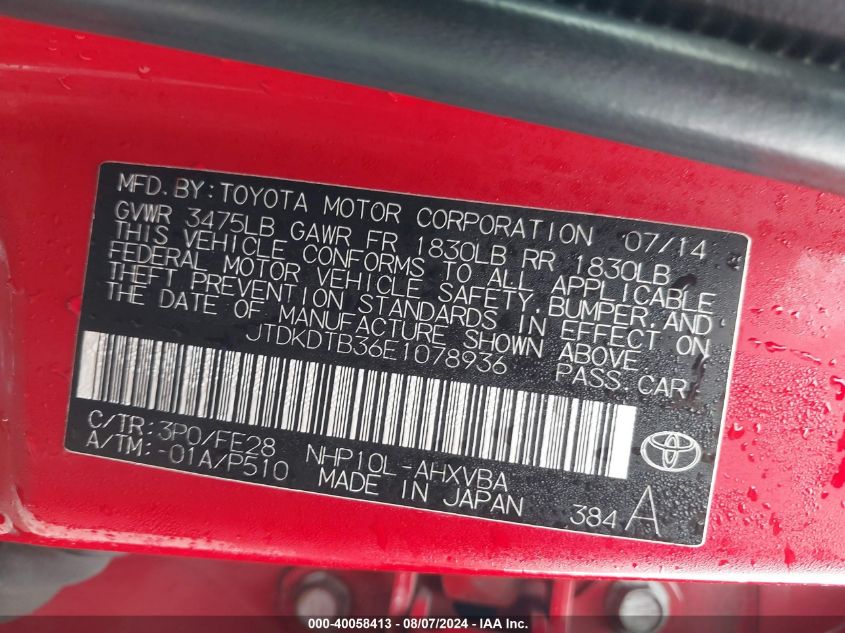 MFD. BY: TOYOTA MOTOR CORPORATION 07/14
GVWR 3475LB GAWR FR 1830LB RR 1830LB
THIS VEHICLE CONFORMS TO ALL APPLICABLE
FEDERAL MOTOR VEHICLE SAFETY, BUMPER, AND
THEFT PREVENTION STANDARDS IN EFFECT ON
THE DATE OF MANUFACTURE SHOWN ABOVE.
JTDKDTB36E1078936 PASS. CAR
C/TR: 3P0/FE28 NHP10L-AHXVBA
A/TM: -01A/P510 MADE IN JAPAN
384 A
000-40058413 - 08/07/2024 - IAA Inc.